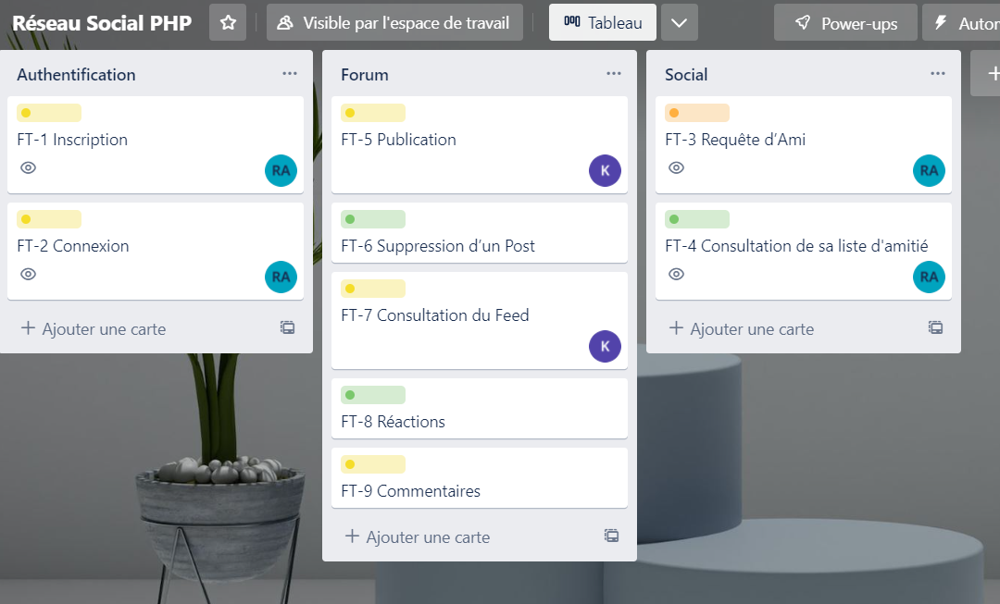 Réseau Social PHP
Visible par l'espace de travail
Tableau
Power-ups
Autom
Authentification
FT-1 Inscription
RA
FT-2 Connexion
RA
Ajouter une carte
Forum
FT-5 Publication
K
FT-6 Suppression d’un Post
FT-7 Consultation du Feed
K
FT-8 Réactions
FT-9 Commentaires
Ajouter une carte
Social
FT-3 Requête d’Ami
RA
FT-4 Consultation de sa liste d'amitié
RA
Ajouter une carte